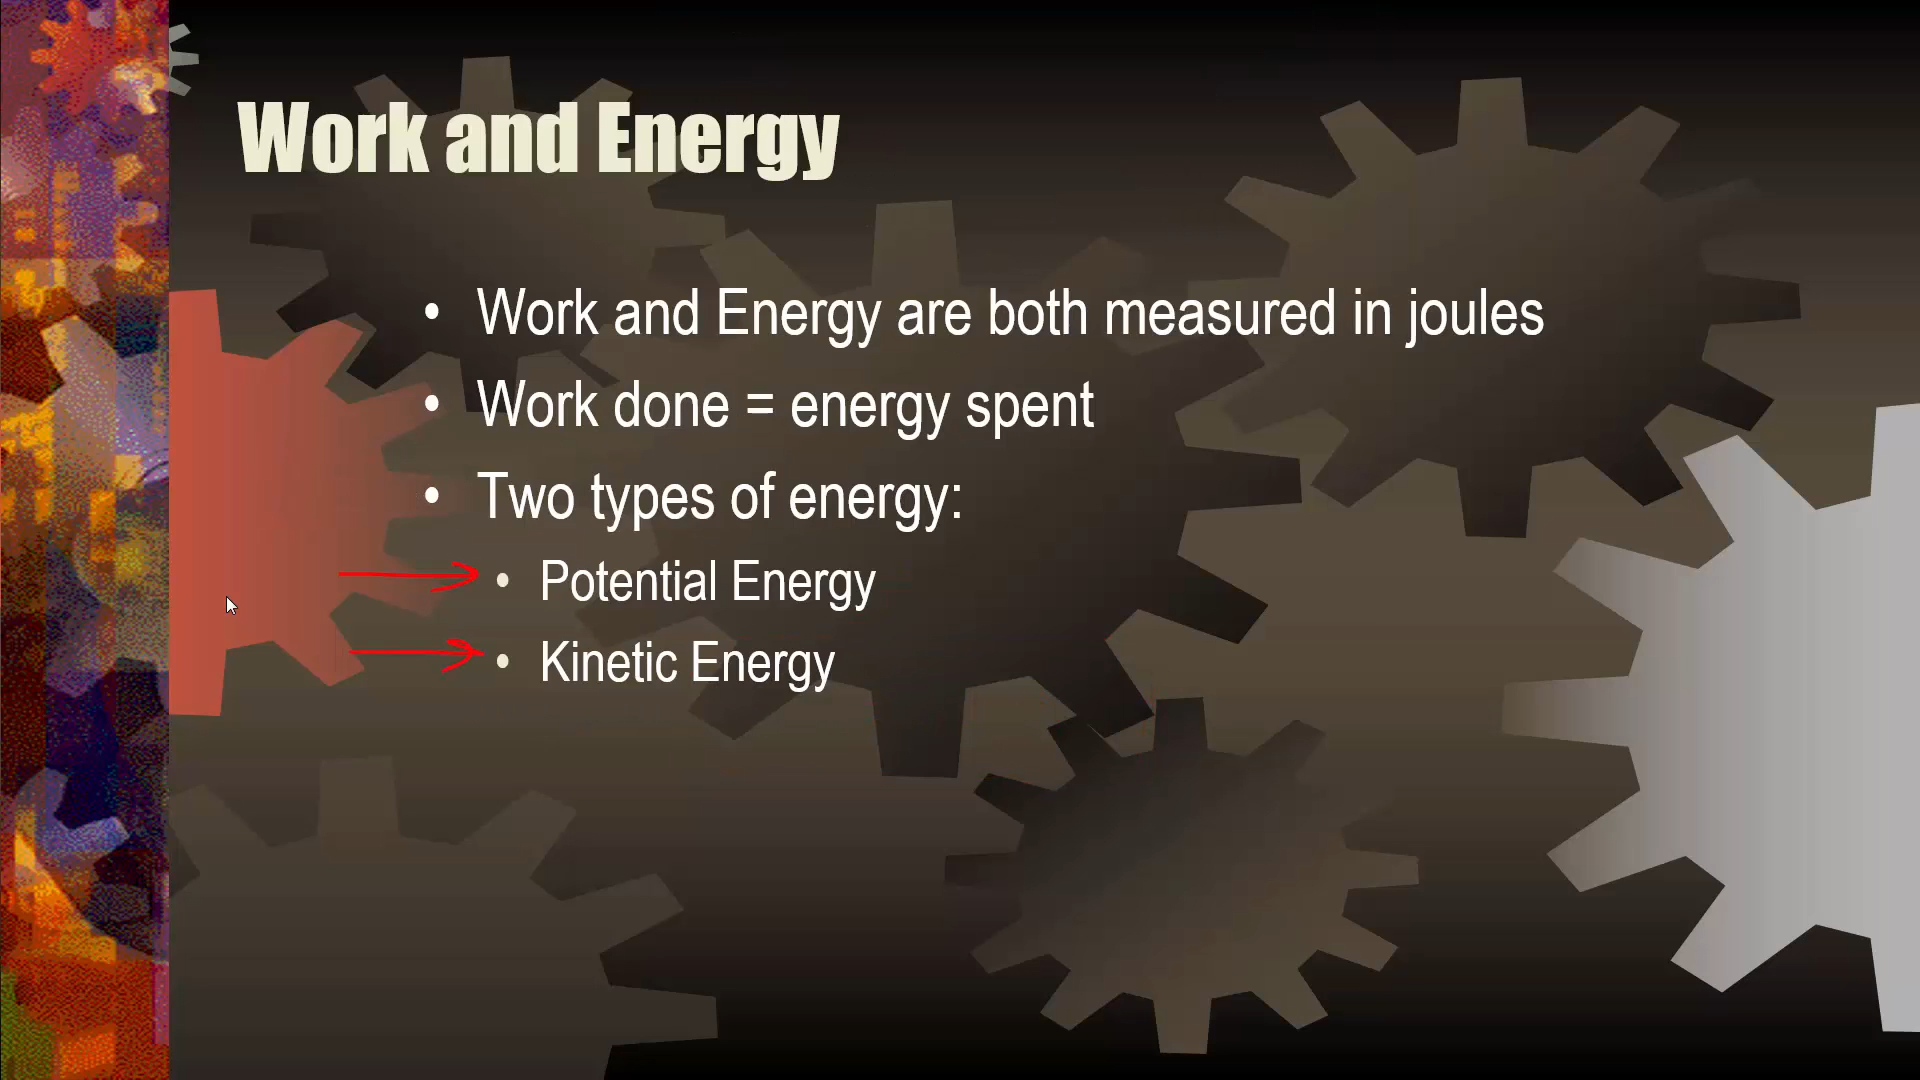 Work and Energy
• Work and Energy are both measured in joules
• Work done = energy spent
• Two types of energy:
• Potential Energy
• Kinetic Energy